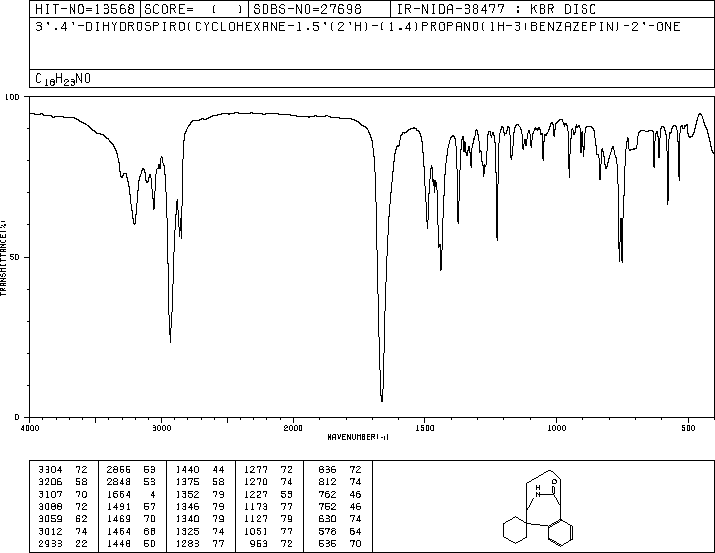 HIT-NO=13568 SCORE= ( ) SDBS-NO=27698 IR-NIDA-38477 : KBR DISC
3'.4'-DIHYDROSPIRO(CYCLOHEXANE-1.5'(2'H)-(1.4)PROPANO(1H-3)BENZAZEPIN)-2'-ONE
C18H23NO
100
50
0
TRANSMITTANCE(%)
4000 3000 2000 1500 1000 500
WAVENUMBER(-1)
3304 72 2866 59 1440 44 1277 72 836 72
3206 58 2848 53 1375 58 1270 74 812 74
3107 70 1664 4 1352 79 1227 53 762 46
3088 72 1491 57 1346 79 1173 77 752 46
3059 62 1469 70 1340 79 1127 79 630 74
3012 74 1464 68 1325 74 1051 77 578 64
2933 22 1448 50 1283 77 953 72 535 70
H
N
O